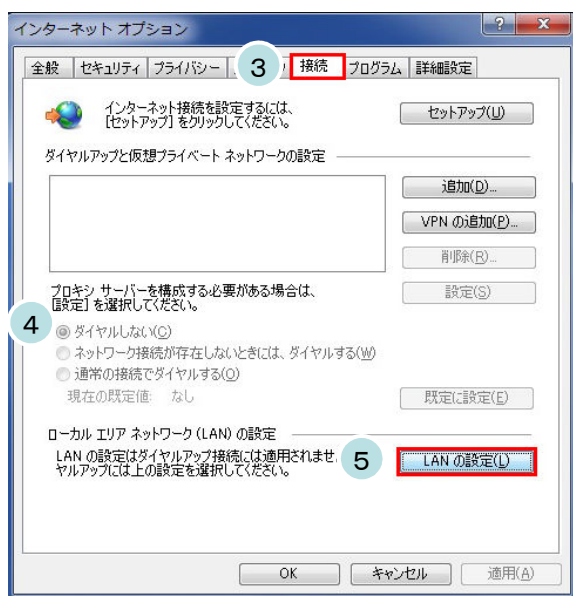 インターネット オプション
全般 セキュリティ プライバシー 3 接続 プログラム 詳細設定
インターネット接続を設定するには、
[セットアップ] をクリックしてください。
セットアップ(U)
ダイヤルアップと仮想プライベート ネットワークの設定
追加(D)...
VPN の追加(P)...
削除(R)...
プロキシ サーバーを構成する必要がある場合は、
[設定] を選択してください。
設定(S)
4
ダイヤルしない(C)
ネットワーク接続が存在しないときには、ダイヤルする(W)
通常の接続でダイヤルする(O)
現在の既定値: なし
既定に設定(E)
ローカル エリア ネットワーク (LAN) の設定
LAN の設定はダイヤルアップ接続には適用されませ
ヤルアップには上の設定を選択してください。
5
LAN の設定(L)
OK キャンセル 適用(A)